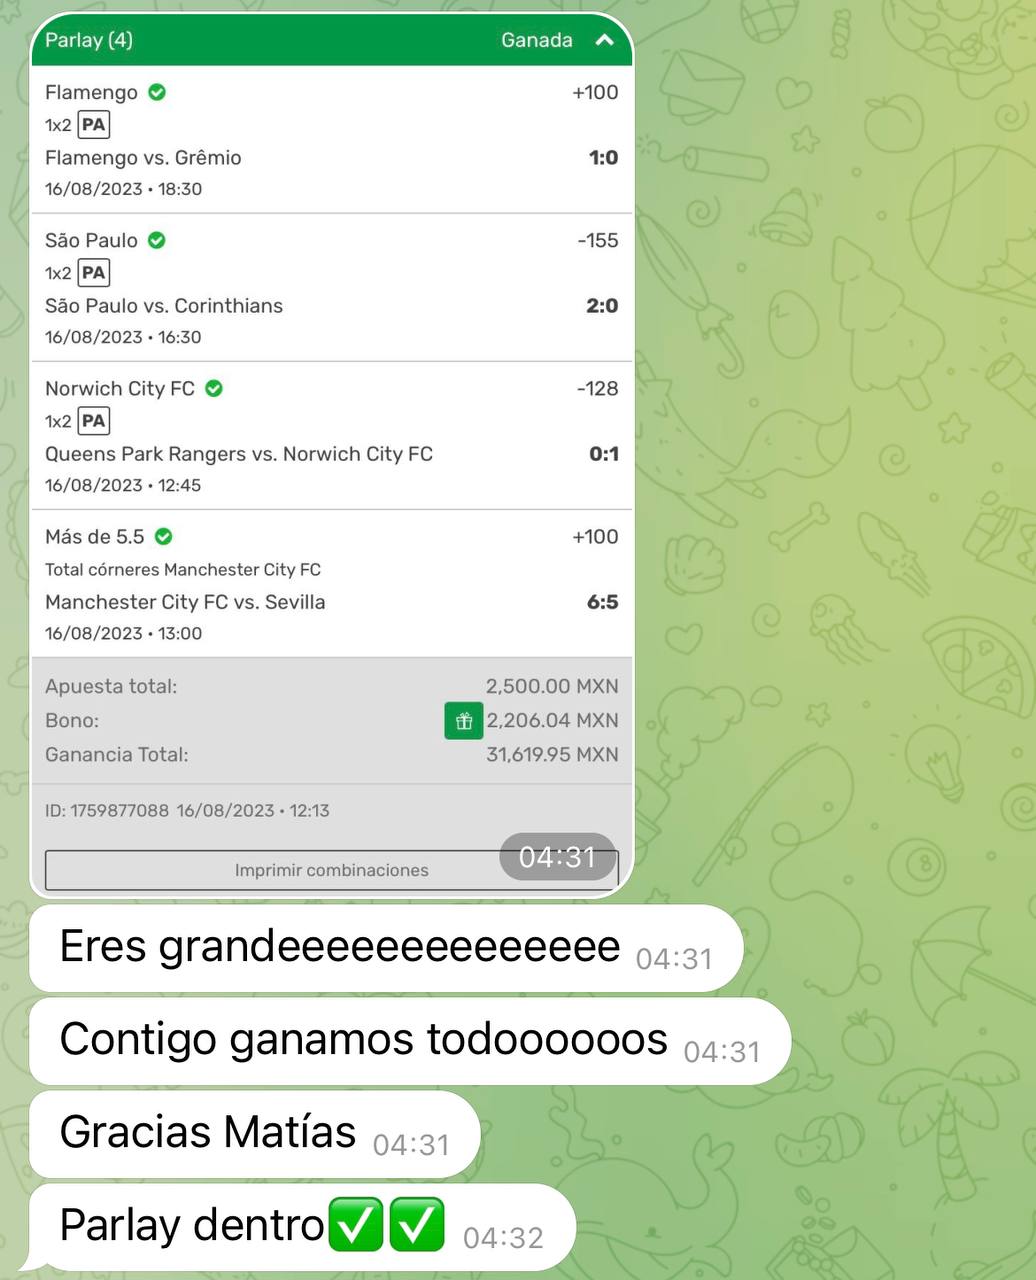 Parlay (4) Ganada
Flamengo +100
1x2 PA
Flamengo vs. Grêmio 1:0
16/08/2023 • 18:30
São Paulo -155
1x2 PA
São Paulo vs. Corinthians 2:0
16/08/2023 • 16:30
Norwich City FC -128
1x2 PA
Queens Park Rangers vs. Norwich City FC 0:1
16/08/2023 • 12:45
Más de 5.5 +100
Total córneres Manchester City FC
Manchester City FC vs. Sevilla 6:5
16/08/2023 • 13:00
Apuesta total: 2,500.00 MXN
Bono: 2,206.04 MXN
Ganancia Total: 31,619.95 MXN
ID: 1759877088 16/08/2023 • 12:13
Imprimir combinaciones
04:31
Eres grandeeeeeeeeeeeeee 04:31
Contigo ganamos todooooooos 04:31
Gracias Matías 04:31
Parlay dentro✅✅ 04:32